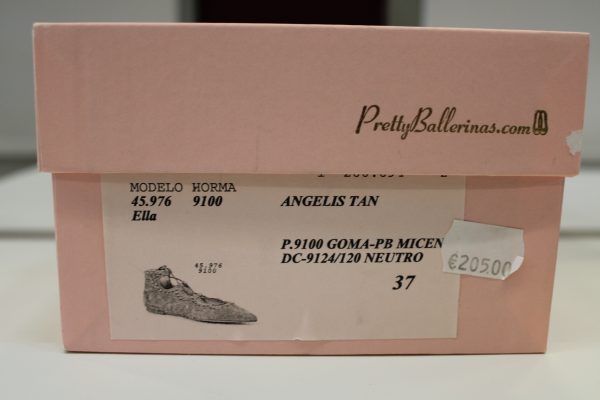 PrettyBallerinas.com
MODELO HORMA
45.976 9100 ANGELIS TAN
Ella
P.9100 GOMA-PB MICEN
DC-9124/120 NEUTRO
€205.00
37
45.976
9100